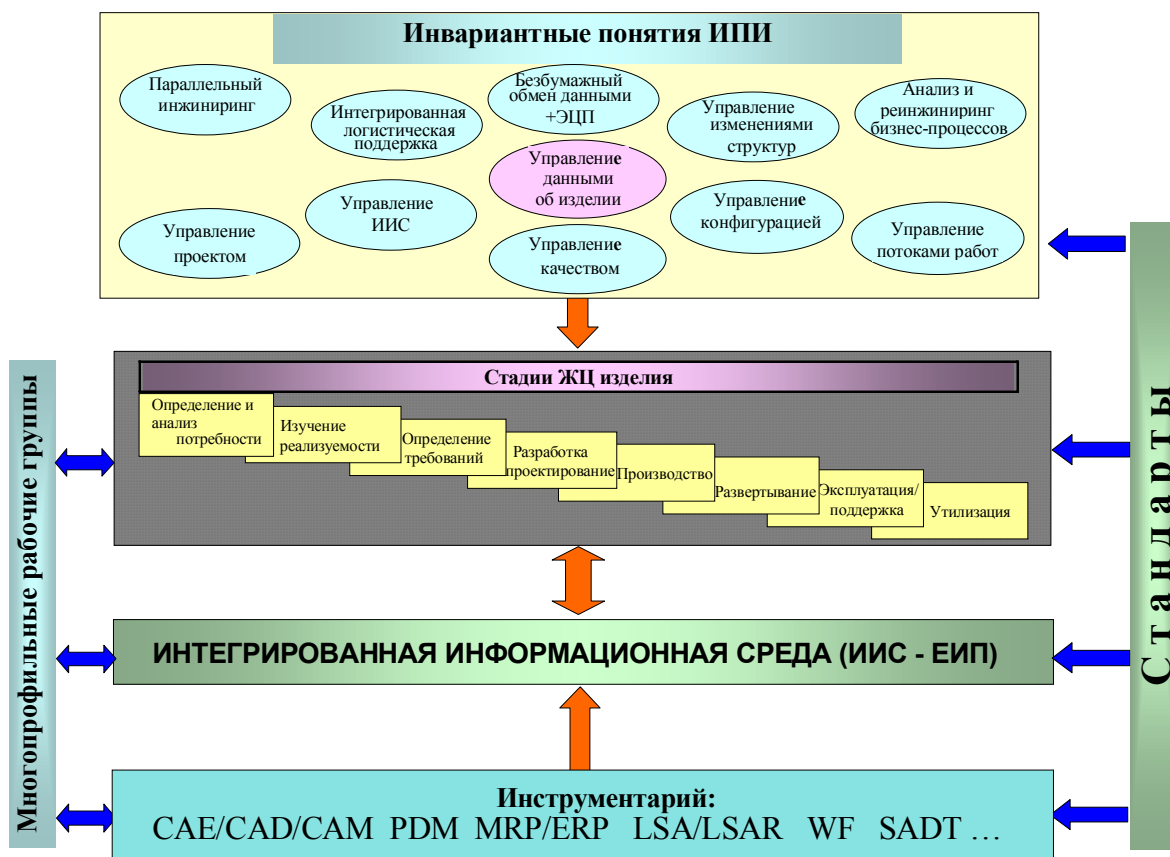 Инвариантные понятия ИПИ
Параллельный
инжиниринг
Интегрированная
логистическая
поддержка
Безбумажный
обмен данными
+ЭЦП
Управление
изменениями
структур
Анализ и
реинжиниринг
бизнес-процессов
Управление
данными
об изделии
Управление
проектом
Управление
ИИС
Управление
качеством
Управление
конфигурацией
Управление
потоками работ
Стадии ЖЦ изделия
Определение и
анализ
потребности
Изучение
реализуемости
Определение
требований
Разработка
проектирование
Производство
Развертывание
Эксплуатация/
поддержка
Утилизация
ИНТЕГРИРОВАННАЯ ИНФОРМАЦИОННАЯ СРЕДА (ИИС - ЕИП)
Инструментарий:
CAE/CAD/CAM PDM MRP/ERP LSA/LSAR WF SADT ...
Многопрофильные рабочие группы
Стандарты